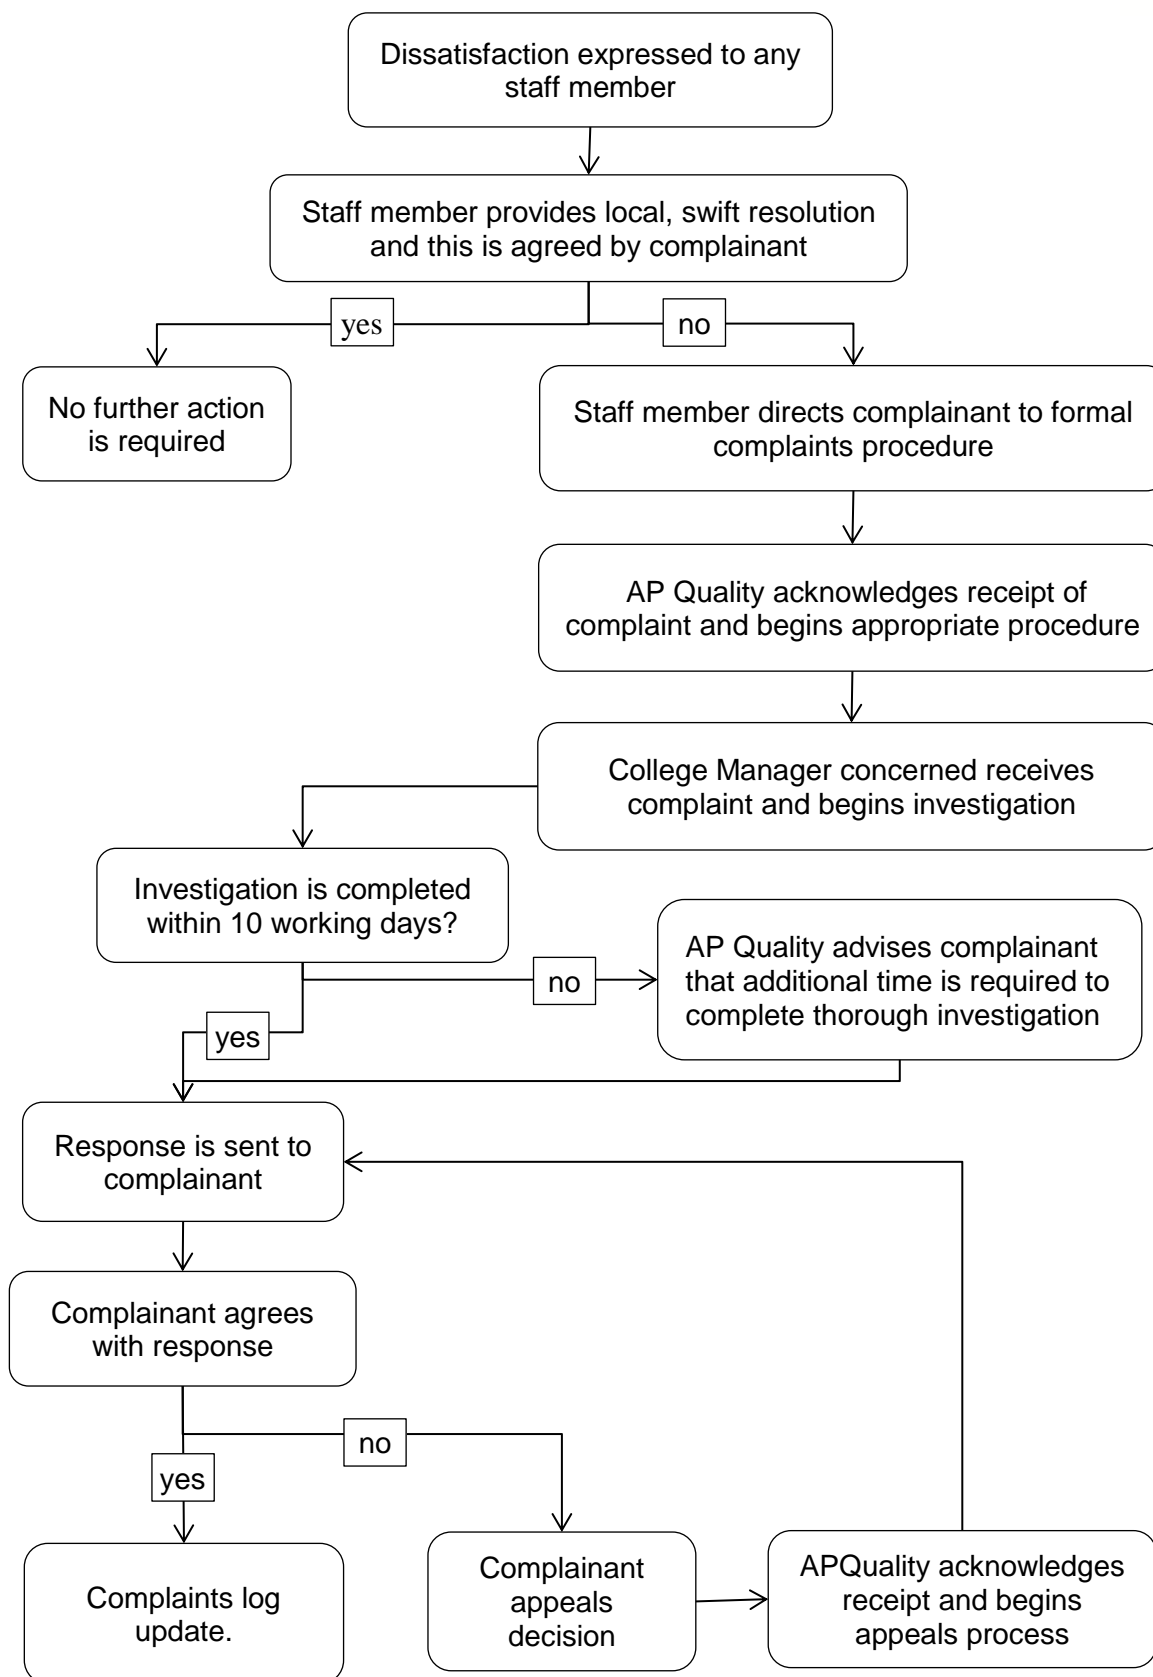 Dissatisfaction expressed to any
staff member
Staff member provides local, swift resolution
and this is agreed by complainant
yes
no
No further action
is required
Staff member directs complainant to formal
complaints procedure
AP Quality acknowledges receipt of
complaint and begins appropriate procedure
College Manager concerned receives
complaint and begins investigation
Investigation is completed
within 10 working days?
AP Quality advises complainant
that additional time is required to
complete thorough investigation
no
yes
Response is sent to
complainant
Complainant agrees
with response
no
yes
Complaints log
update.
Complainant
appeals
decision
APQuality acknowledges
receipt and begins
appeals process